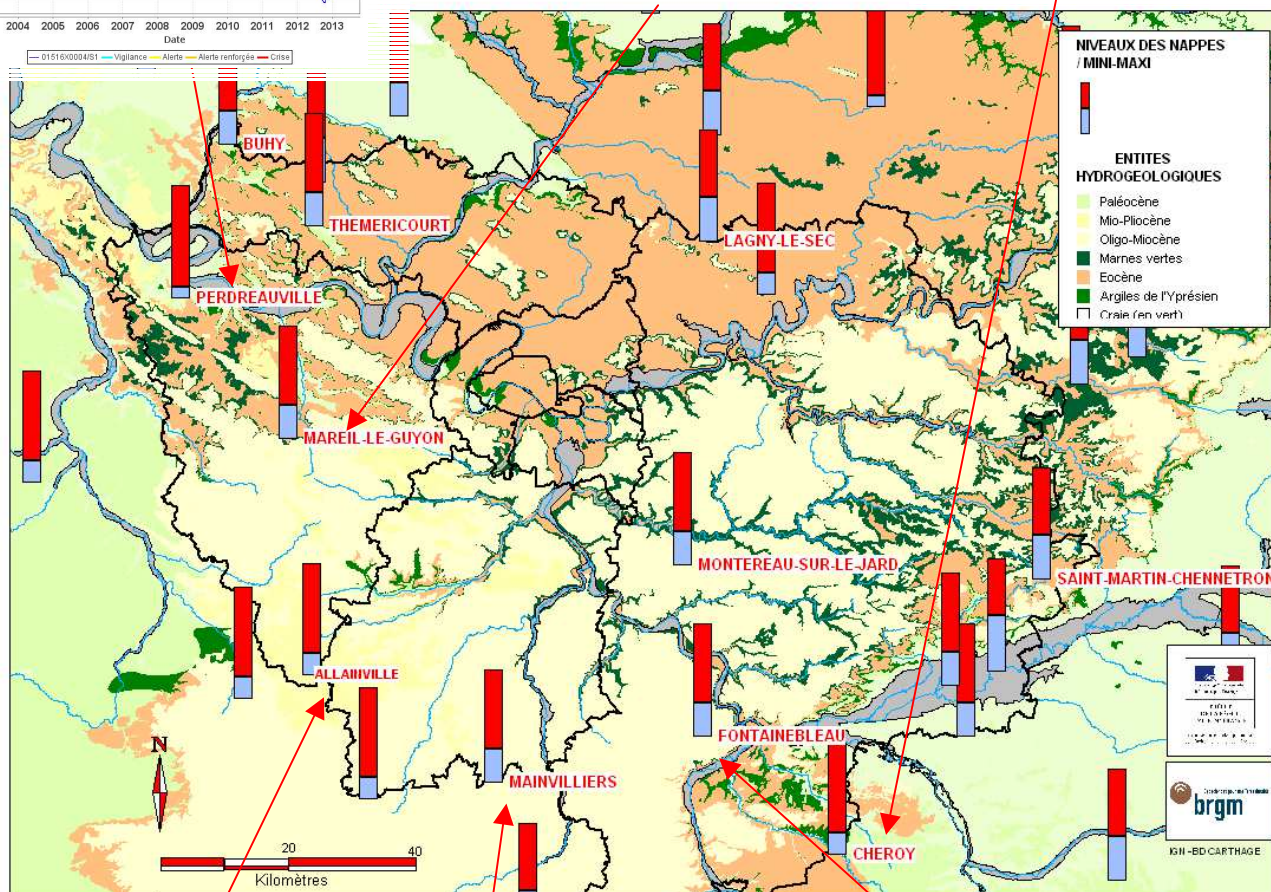 2004 2005 2006 2007 2008 2009 2010 2011 2012 2013
Date
01516X0004/S1 Vigilance Alerte Alerte renforçée Crise
NIVEAUX DES NAPPES
/ MINI-MAXI
ENTITES
HYDROGEOLOGIQUES
Paléocène
Mio-Pliocène
Oligo-Miocène
Marnes vertes
Eocène
Argiles de l'Yprésien
Craie (en vert)
BUHY
THEMERICOURT
LAGNY-LE-SEC
PERDREAUVILLE
MAREIL-LE-GUYON
MONTEREAU-SUR-LE-JARD
SAINT-MARTIN-CHENNETRON
ALLAINVILLE
FONTAINEBLEAU
MAINVILLIERS
CHEROY
N
20 40
Kilomètres
brgm
IGN-BD CARTHAGE